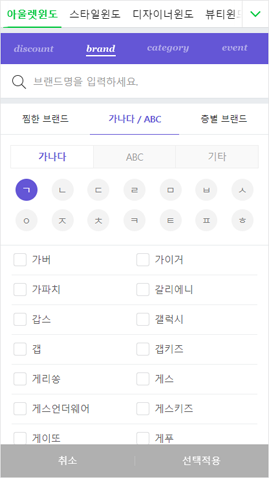 아울렛윈도 스타일윈도 디자이너윈도 뷰티윈
discount brand category event
브랜드명을 입력하세요.
찜한 브랜드 가나다 / ABC 층별 브랜드
가나다 ABC 기타
ㄱ ㄴ ㄷ ㄹ ㅁ ㅂ ㅅ
ㅇ ㅈ ㅊ ㅋ ㅌ ㅍ ㅎ
가버 가이거
가파치 갈리에니
갑스 갤럭시
갭 갭키즈
게리쏭 게스
게스언더웨어 게스키즈
게이또 게푸
취소 선택적용